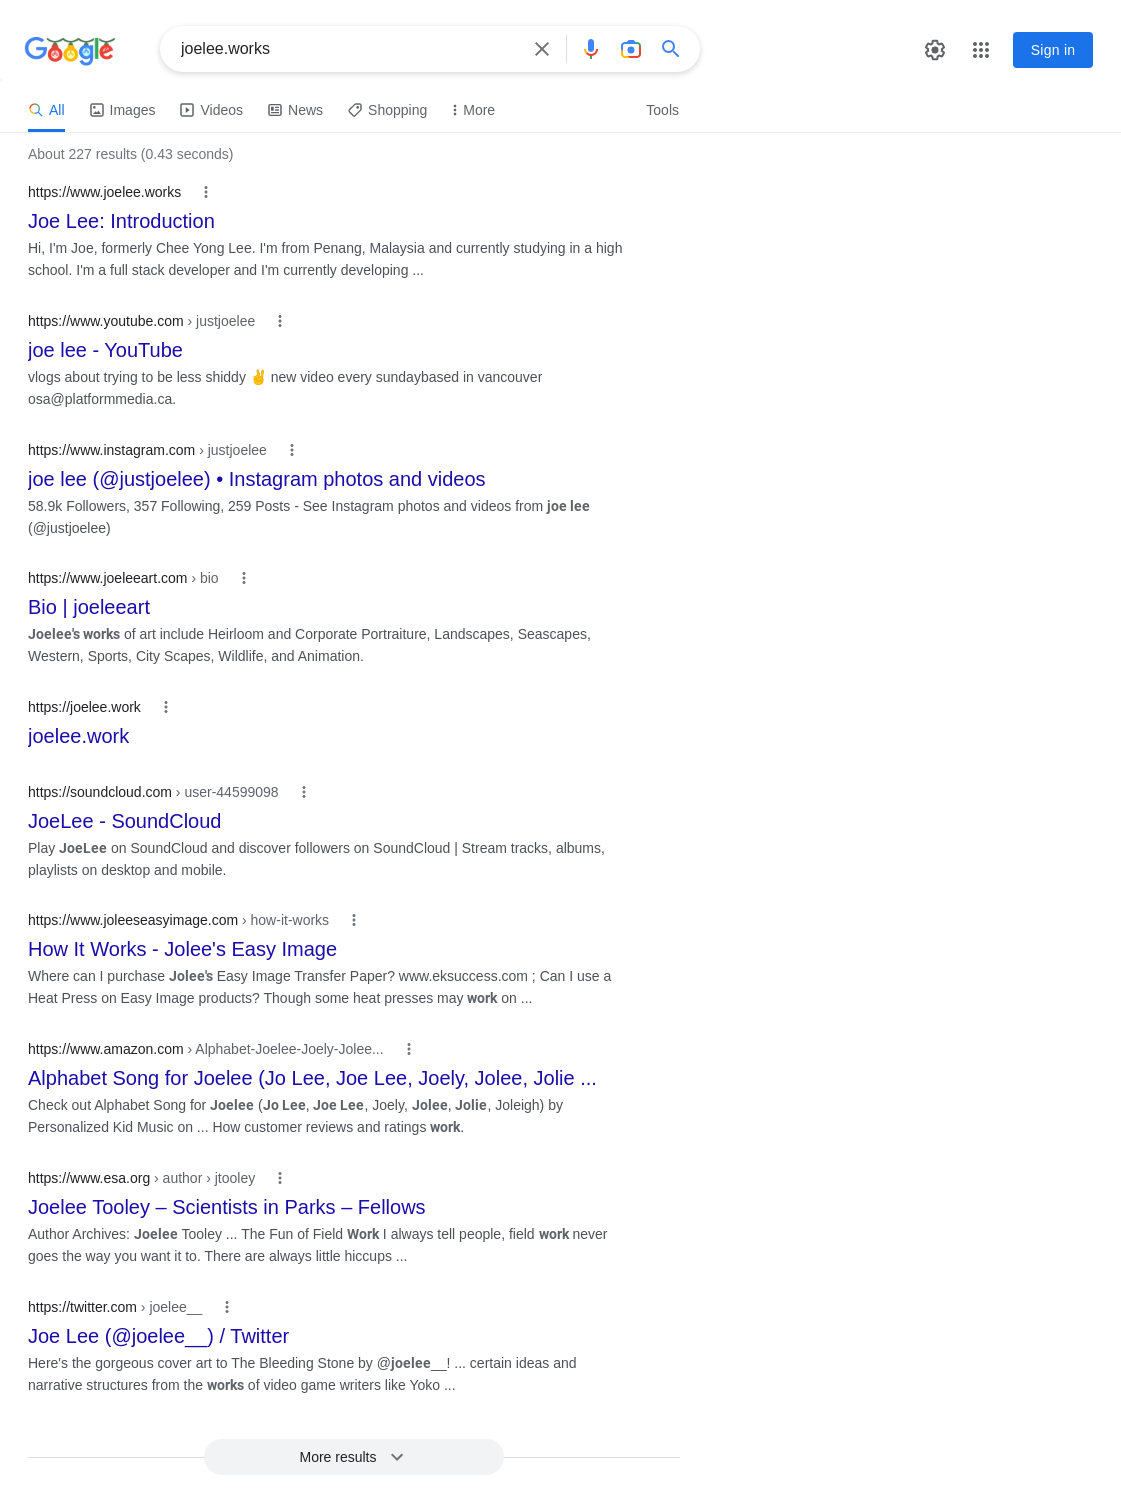 Google
joelee.works
Sign in
All Images Videos News Shopping More Tools
About 227 results (0.43 seconds)
https://www.joelee.works
Joe Lee: Introduction
Hi, I'm Joe, formerly Chee Yong Lee. I'm from Penang, Malaysia and currently studying in a high
school. I'm a full stack developer and I'm currently developing ...
https://www.youtube.com › justjoelee
joe lee - YouTube
vlogs about trying to be less shiddy ✌ new video every sundaybased in vancouver
osa@platformmedia.ca.
https://www.instagram.com › justjoelee
joe lee (@justjoelee) • Instagram photos and videos
58.9k Followers, 357 Following, 259 Posts - See Instagram photos and videos from joe lee
(@justjoelee)
https://www.joeleeart.com › bio
Bio | joeleeart
Joelee's works of art include Heirloom and Corporate Portraiture, Landscapes, Seascapes,
Western, Sports, City Scapes, Wildlife, and Animation.
https://joelee.work
joelee.work
https://soundcloud.com › user-44599098
JoeLee - SoundCloud
Play JoeLee on SoundCloud and discover followers on SoundCloud | Stream tracks, albums,
playlists on desktop and mobile.
https://www.joleeseasyimage.com › how-it-works
How It Works - Jolee's Easy Image
Where can I purchase Jolee's Easy Image Transfer Paper? www.eksuccess.com ; Can I use a
Heat Press on Easy Image products? Though some heat presses may work on ...
https://www.amazon.com › Alphabet-Joelee-Joely-Jolee...
Alphabet Song for Joelee (Jo Lee, Joe Lee, Joely, Jolee, Jolie ...
Check out Alphabet Song for Joelee (Jo Lee, Joe Lee, Joely, Jolee, Jolie, Joleigh) by
Personalized Kid Music on ... How customer reviews and ratings work.
https://www.esa.org › author › jtooley
Joelee Tooley – Scientists in Parks – Fellows
Author Archives: Joelee Tooley ... The Fun of Field Work I always tell people, field work never
goes the way you want it to. There are always little hiccups ...
https://twitter.com › joelee__
Joe Lee (@joelee__) / Twitter
Here's the gorgeous cover art to The Bleeding Stone by @joelee__! ... certain ideas and
narrative structures from the works of video game writers like Yoko ...
More results